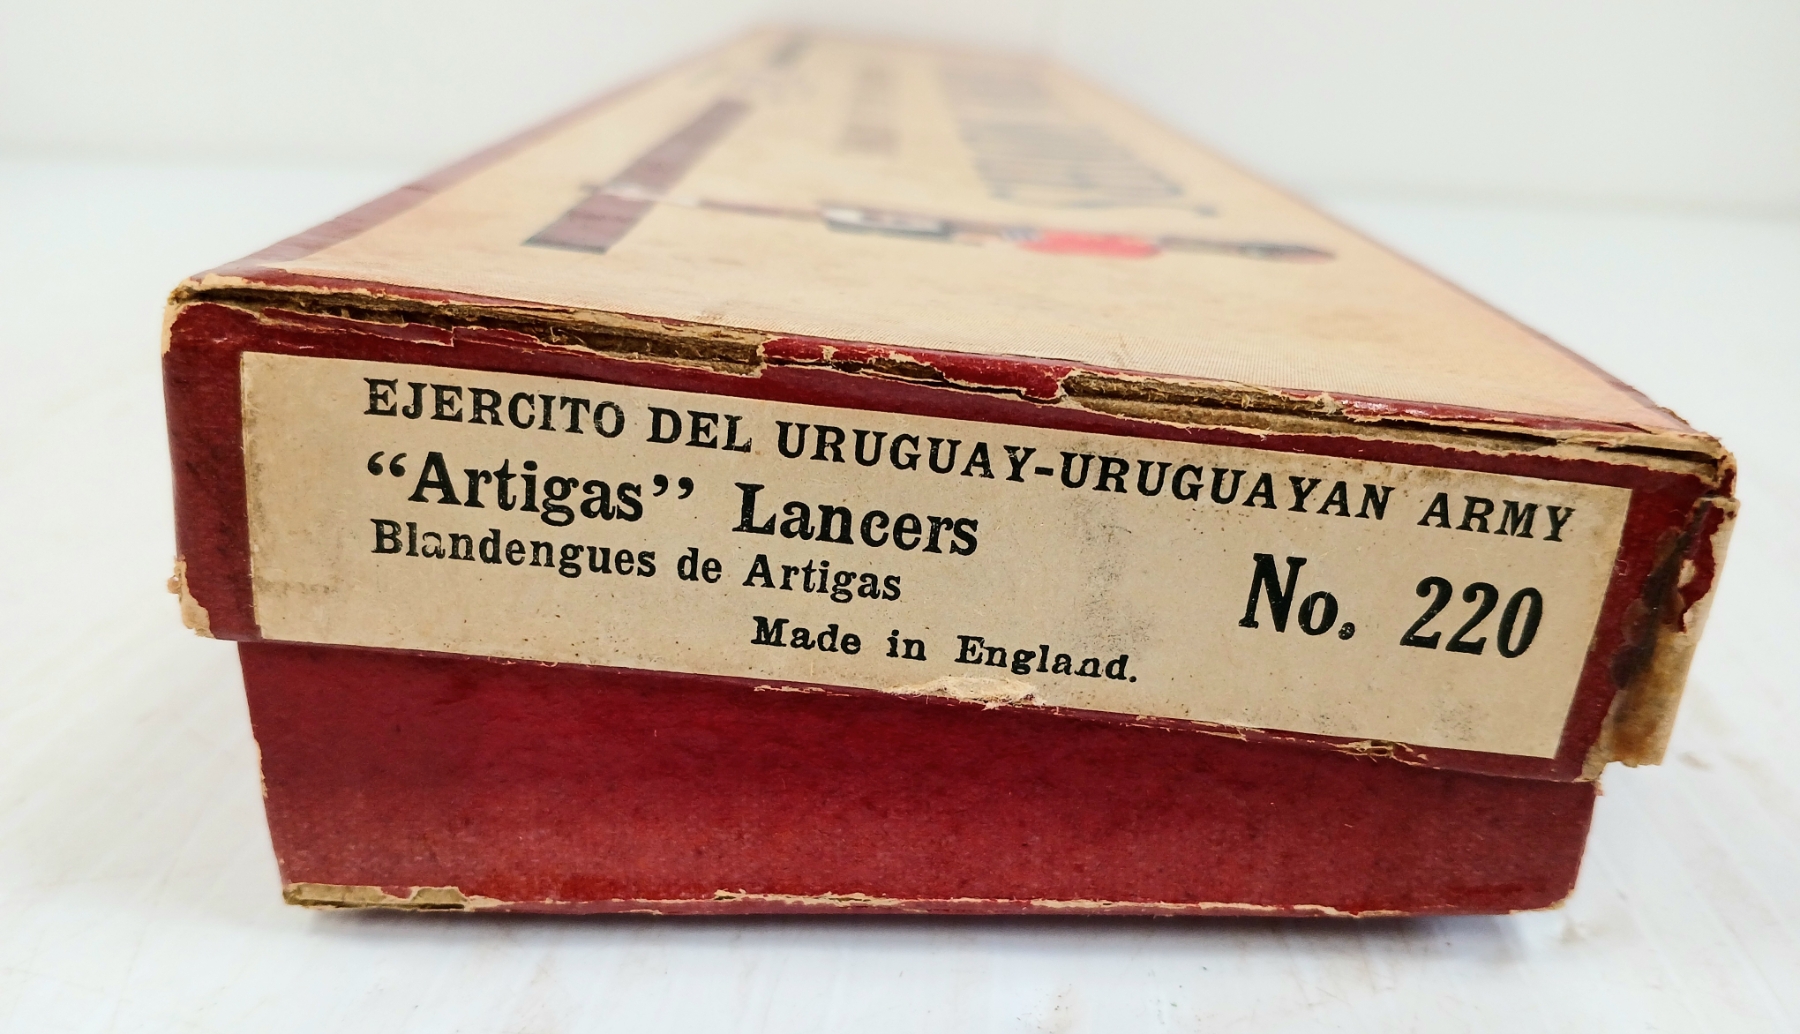 EJERCITO DEL URUGUAY-URUGUAYAN ARMY
“Artigas” Lancers
Blandengues de Artigas
No. 220
Made in England.